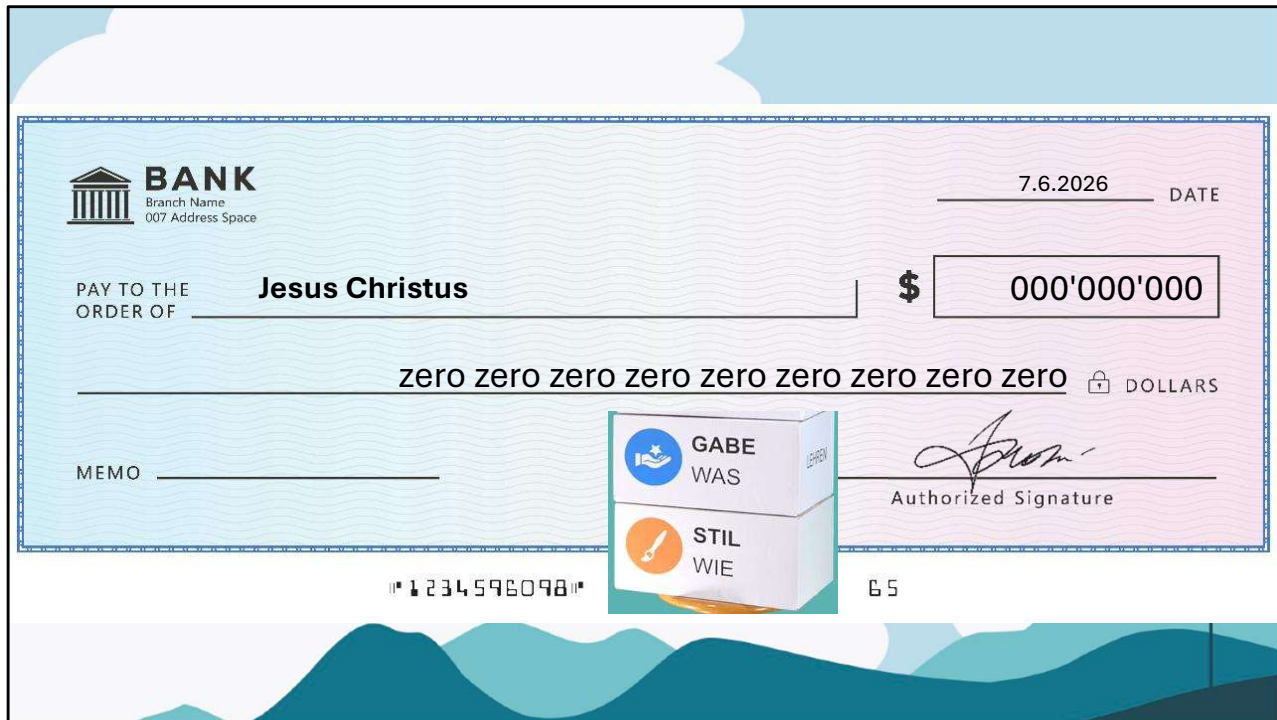 BANK
Branch Name
007 Address Space
7.6.2026 DATE
PAY TO THE
ORDER OF
Jesus Christus
$ 000'000'000
zero zero zero zero zero zero zero zero zero DOLLARS
MEMO
GABE
WAS
LEHREN
STIL
WIE
Authorized Signature
1234596098
65